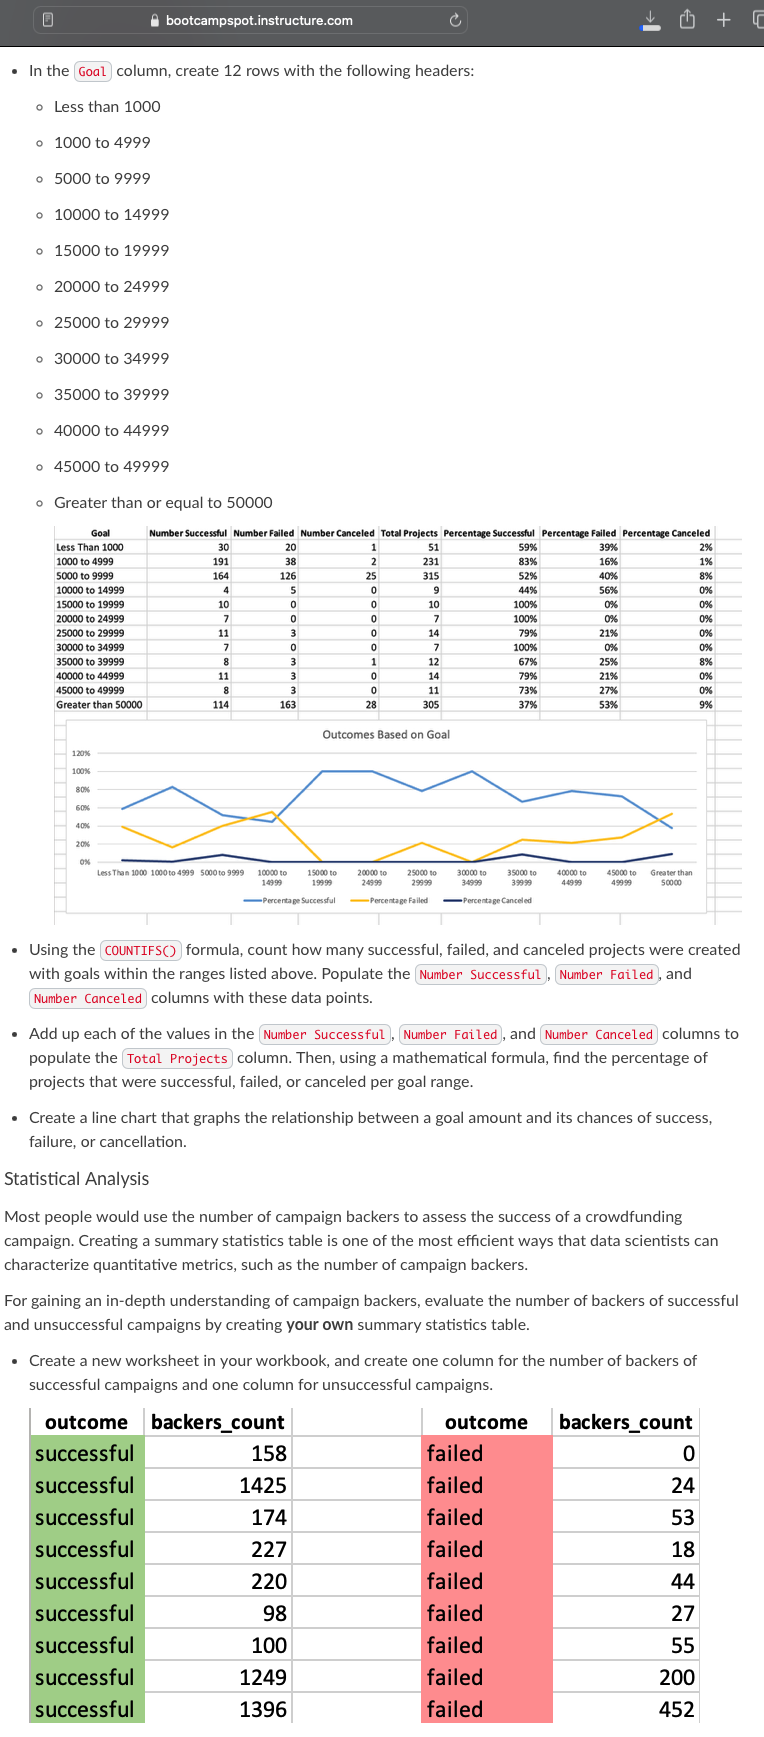 bootcampspot.instructure.com
• In the Goal column, create 12 rows with the following headers:
◦ Less than 1000
◦ 1000 to 4999
◦ 5000 to 9999
◦ 10000 to 14999
◦ 15000 to 19999
◦ 20000 to 24999
◦ 25000 to 29999
◦ 30000 to 34999
◦ 35000 to 39999
◦ 40000 to 44999
◦ 45000 to 49999
◦ Greater than or equal to 50000
Goal Number Successful Number Failed Number Canceled Total Projects Percentage Successful Percentage Failed Percentage Canceled
Less Than 1000 30 20 1 51 59% 39% 2%
1000 to 4999 191 38 2 231 83% 16% 1%
5000 to 9999 164 126 25 315 52% 40% 8%
10000 to 14999 4 5 0 9 44% 56% 0%
15000 to 19999 10 0 0 10 100% 0% 0%
20000 to 24999 7 0 0 7 100% 0% 0%
25000 to 29999 11 3 0 14 79% 21% 0%
30000 to 34999 7 0 0 7 100% 0% 0%
35000 to 39999 8 3 1 12 67% 25% 8%
40000 to 44999 11 3 0 14 79% 21% 0%
45000 to 49999 8 3 0 11 73% 27% 0%
Greater than 50000 114 163 28 305 37% 53% 9%
Outcomes Based on Goal
120%
100%
80%
60%
40%
20%
0%
Less Than 1000 1000 to 4999 5000 to 9999 10000 to 15000 to 20000 to 25000 to 30000 to 35000 to 40000 to 45000 to Greater than
14999 19999 24999 29999 34999 39999 44999 49999 50000
Percentage Successful Percentage Failed Percentage Canceled
• Using the COUNTIFS() formula, count how many successful, failed, and canceled projects were created
with goals within the ranges listed above. Populate the Number Successful, Number Failed, and
Number Canceled columns with these data points.
• Add up each of the values in the Number Successful, Number Failed, and Number Canceled columns to
populate the Total Projects column. Then, using a mathematical formula, find the percentage of
projects that were successful, failed, or canceled per goal range.
• Create a line chart that graphs the relationship between a goal amount and its chances of success,
failure, or cancellation.
Statistical Analysis
Most people would use the number of campaign backers to assess the success of a crowdfunding
campaign. Creating a summary statistics table is one of the most efficient ways that data scientists can
characterize quantitative metrics, such as the number of campaign backers.
For gaining an in-depth understanding of campaign backers, evaluate the number of backers of successful
and unsuccessful campaigns by creating your own summary statistics table.
• Create a new worksheet in your workbook, and create one column for the number of backers of
successful campaigns and one column for unsuccessful campaigns.
outcome backers_count outcome backers_count
successful 158 failed 0
successful 1425 failed 24
successful 174 failed 53
successful 227 failed 18
successful 220 failed 44
successful 98 failed 27
successful 100 failed 55
successful 1249 failed 200
successful 1396 failed 452